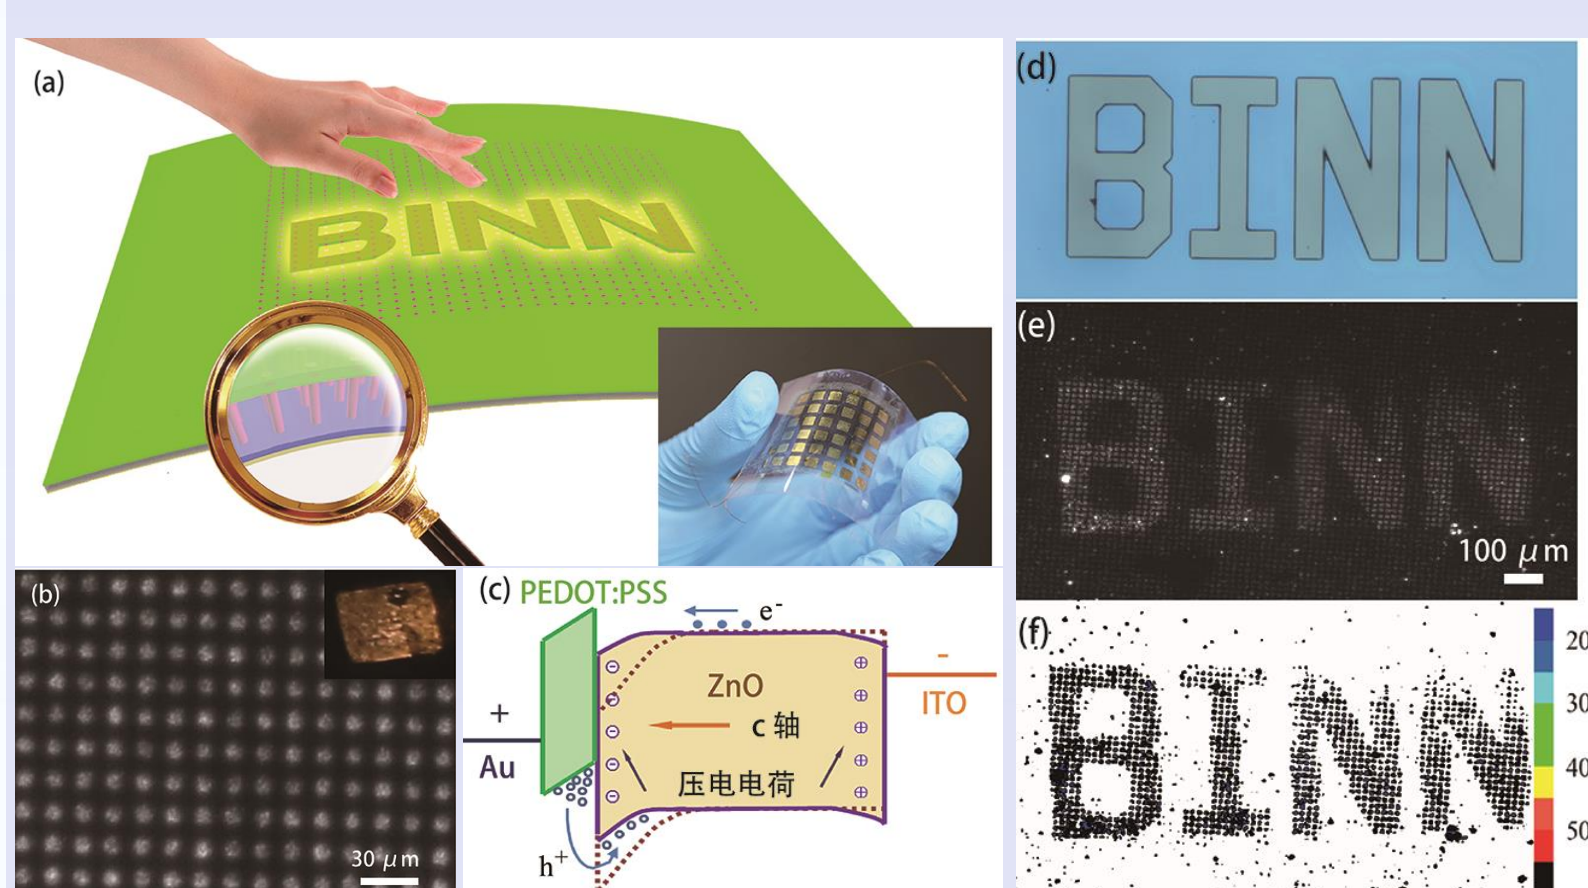 (a)
BINN
(b)
30 μm
(c) PEDOT:PSS
e-
ZnO
-
ITO
+
Au
c 轴
压电电荷
h+
(d)
BINN
(e)
BINN
100 μm
(f)
BINN
20
30
40
50